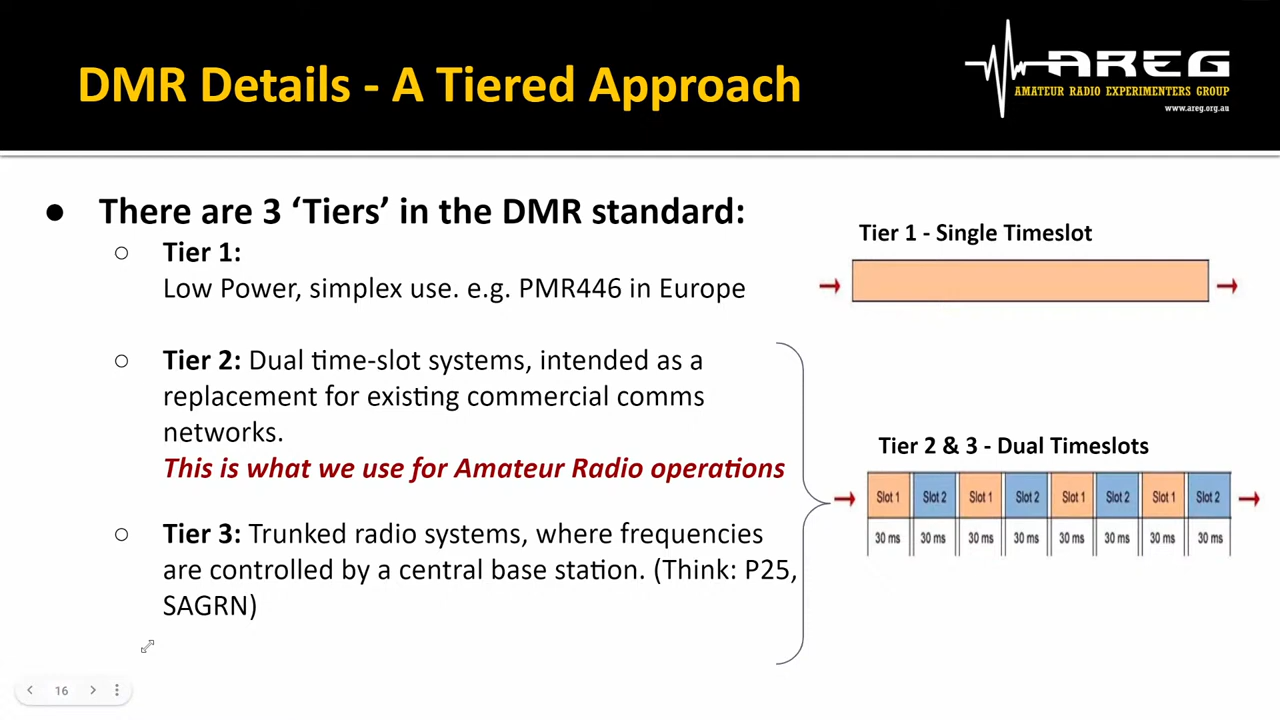 DMR Details - A Tiered Approach
AREG
AMATEUR RADIO EXPERIMENTERS GROUP
www.areg.org.au
● There are 3 ‘Tiers’ in the DMR standard:
○ Tier 1:
Low Power, simplex use. e.g. PMR446 in Europe
○ Tier 2: Dual time-slot systems, intended as a
replacement for existing commercial comms
networks.
This is what we use for Amateur Radio operations
○ Tier 3: Trunked radio systems, where frequencies
are controlled by a central base station. (Think: P25,
SAGRN)
Tier 1 - Single Timeslot
Tier 2 & 3 - Dual Timeslots
Slot 1 Slot 2 Slot 1 Slot 2 Slot 1 Slot 2 Slot 1 Slot 2
30 ms 30 ms 30 ms 30 ms 30 ms 30 ms 30 ms 30 ms
16